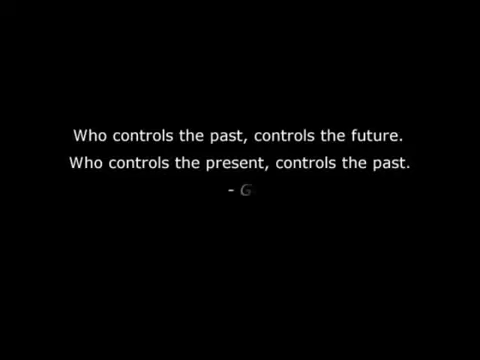 Who controls the past, controls the future.
Who controls the present, controls the past.
- G